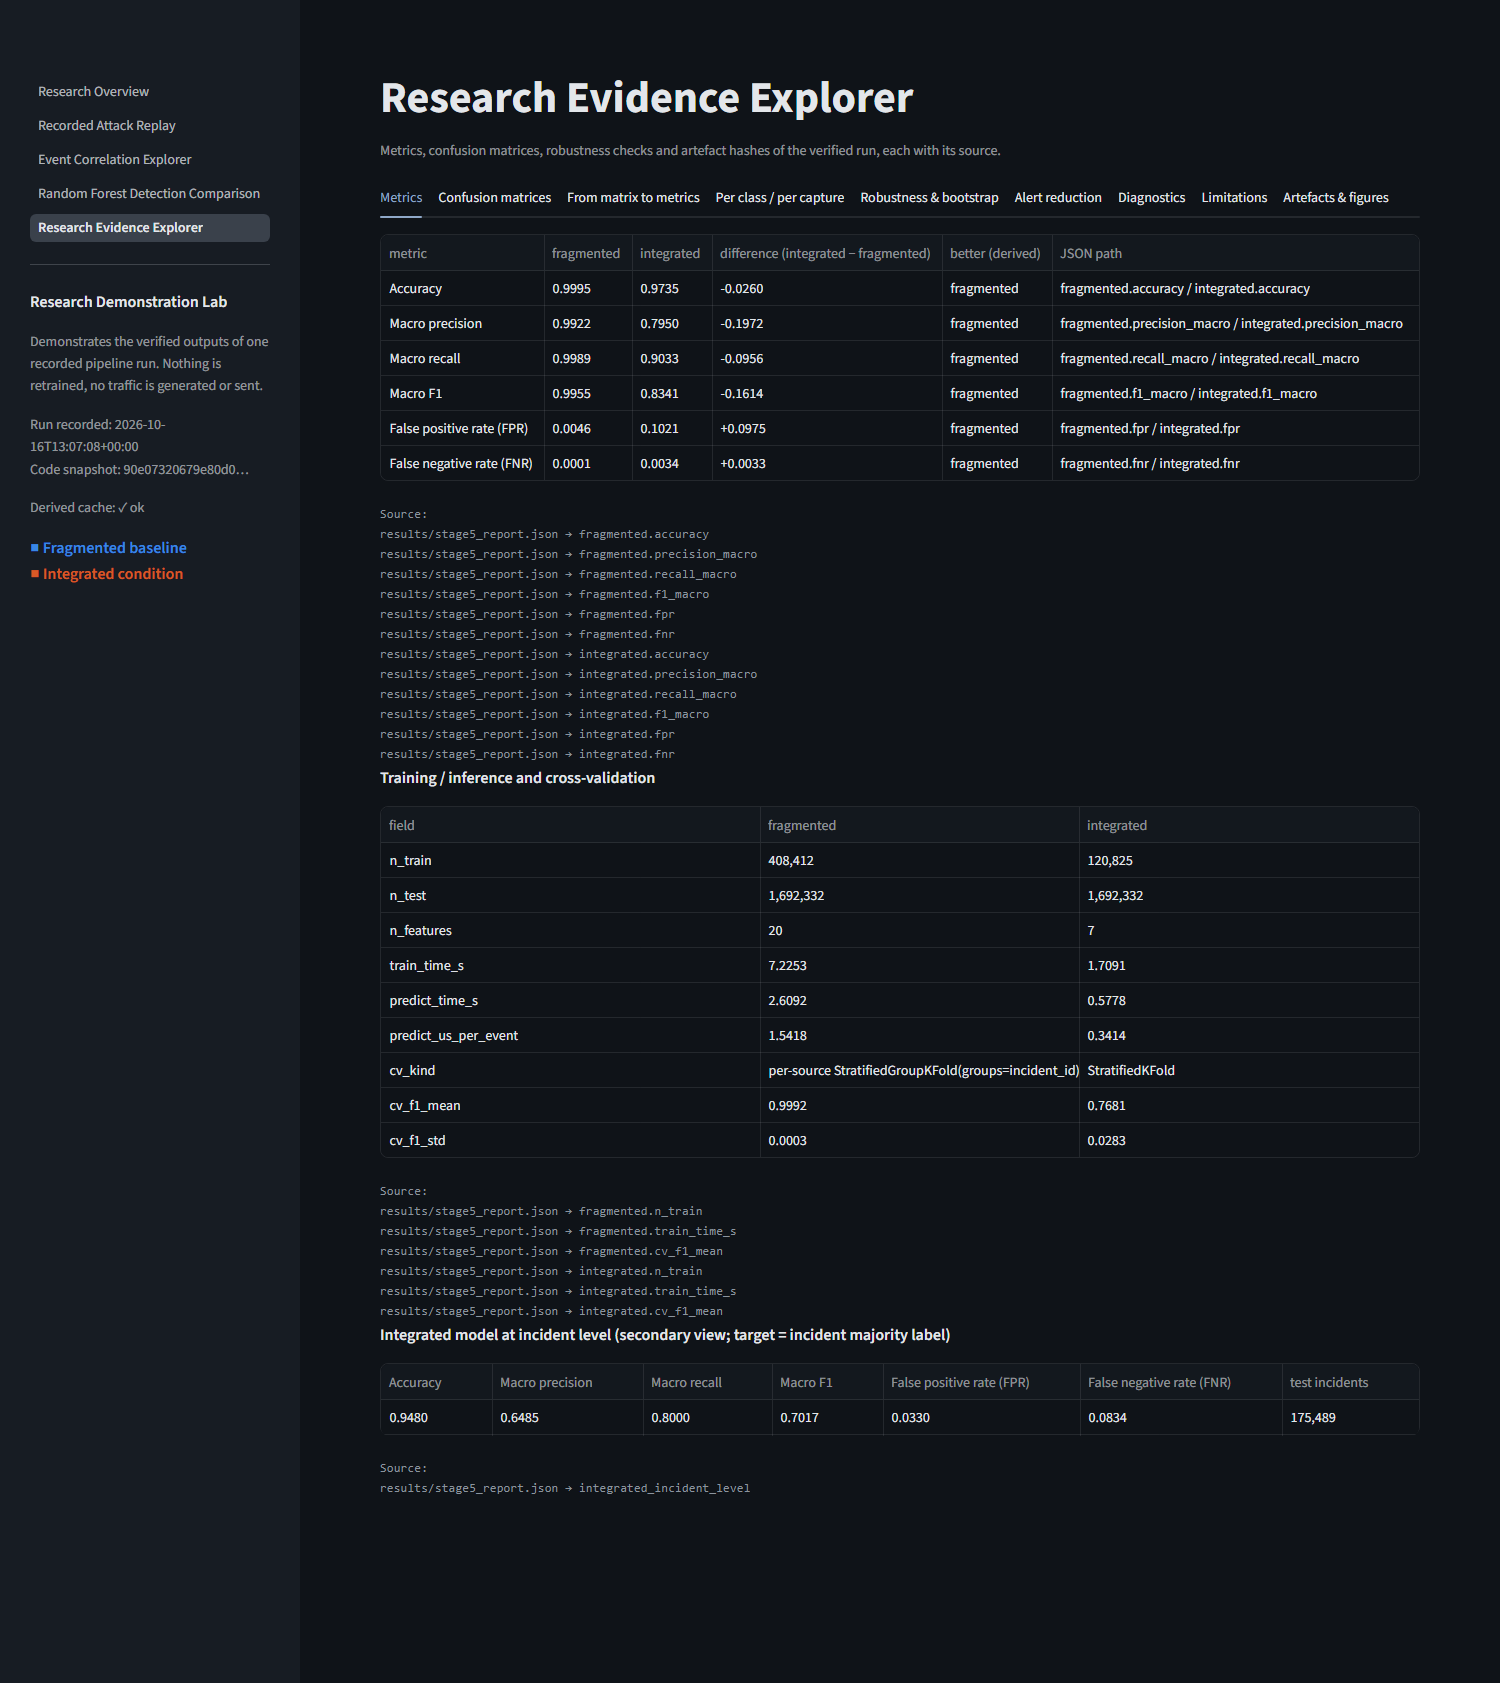 Research Overview
Recorded Attack Replay
Event Correlation Explorer
Random Forest Detection Comparison
Research Evidence Explorer
Research Demonstration Lab
Demonstrates the verified outputs of one
recorded pipeline run. Nothing is
retrained, no traffic is generated or sent.
Run recorded: 2026-10-
16T13:07:08+00:00
Code snapshot: 90e07320679e80d0…
Derived cache: ✓ ok
■ Fragmented baseline
■ Integrated condition
Research Evidence Explorer
Metrics, confusion matrices, robustness checks and artefact hashes of the verified run, each with its source.
Metrics Confusion matrices From matrix to metrics Per class / per capture Robustness & bootstrap Alert reduction Diagnostics Limitations Artefacts & figures
metric fragmented integrated difference (integrated − fragmented) better (derived) JSON path
Accuracy 0.9995 0.9735 -0.0260 fragmented fragmented.accuracy / integrated.accuracy
Macro precision 0.9922 0.7950 -0.1972 fragmented fragmented.precision_macro / integrated.precision_macro
Macro recall 0.9989 0.9033 -0.0956 fragmented fragmented.recall_macro / integrated.recall_macro
Macro F1 0.9955 0.8341 -0.1614 fragmented fragmented.f1_macro / integrated.f1_macro
False positive rate (FPR) 0.0046 0.1021 +0.0975 fragmented fragmented.fpr / integrated.fpr
False negative rate (FNR) 0.0001 0.0034 +0.0033 fragmented fragmented.fnr / integrated.fnr
Source:
results/stage5_report.json → fragmented.accuracy
results/stage5_report.json → fragmented.precision_macro
results/stage5_report.json → fragmented.recall_macro
results/stage5_report.json → fragmented.f1_macro
results/stage5_report.json → fragmented.fpr
results/stage5_report.json → fragmented.fnr
results/stage5_report.json → integrated.accuracy
results/stage5_report.json → integrated.precision_macro
results/stage5_report.json → integrated.recall_macro
results/stage5_report.json → integrated.f1_macro
results/stage5_report.json → integrated.fpr
results/stage5_report.json → integrated.fnr
Training / inference and cross-validation
field fragmented integrated
n_train 408,412 120,825
n_test 1,692,332 1,692,332
n_features 20 7
train_time_s 7.2253 1.7091
predict_time_s 2.6092 0.5778
predict_us_per_event 1.5418 0.3414
cv_kind per-source StratifiedGroupKFold(groups=incident_id) StratifiedKFold
cv_f1_mean 0.9992 0.7681
cv_f1_std 0.0003 0.0283
Source:
results/stage5_report.json → fragmented.n_train
results/stage5_report.json → fragmented.train_time_s
results/stage5_report.json → fragmented.cv_f1_mean
results/stage5_report.json → integrated.n_train
results/stage5_report.json → integrated.train_time_s
results/stage5_report.json → integrated.cv_f1_mean
Integrated model at incident level (secondary view; target = incident majority label)
Accuracy Macro precision Macro recall Macro F1 False positive rate (FPR) False negative rate (FNR) test incidents
0.9480 0.6485 0.8000 0.7017 0.0330 0.0834 175,489
Source:
results/stage5_report.json → integrated_incident_level